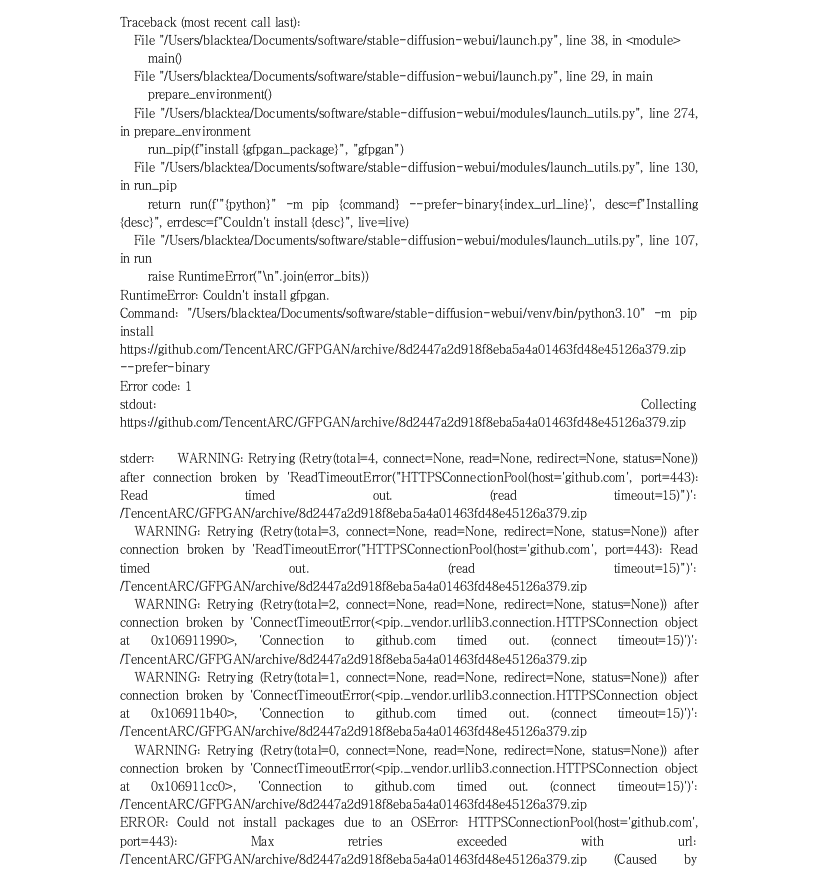 Traceback (most recent call last):
File "/Users/blacktea/Documents/software/stable-diffusion-webui/launch.py", line 38, in <module>
main()
File "/Users/blacktea/Documents/software/stable-diffusion-webui/launch.py", line 29, in main
prepare_environment()
File "/Users/blacktea/Documents/software/stable-diffusion-webui/modules/launch_utils.py", line 274,
in prepare_environment
run_pip(f"install {gfpgan_package}", "gfpgan")
File "/Users/blacktea/Documents/software/stable-diffusion-webui/modules/launch_utils.py", line 130,
in run_pip
return run(f'"{python}" -m pip {command} --prefer-binary{index_url_line}', desc=f"Installing
{desc}", errdesc=f"Couldn't install {desc}", live=live)
File "/Users/blacktea/Documents/software/stable-diffusion-webui/modules/launch_utils.py", line 107,
in run
raise RuntimeError("\n".join(error_bits))
RuntimeError: Couldn't install gfpgan.
Command: "/Users/blacktea/Documents/software/stable-diffusion-webui/venv/bin/python3.10" -m pip
install
https://github.com/TencentARC/GFPGAN/archive/8d2447a2d918f8eba5a4a01463fd48e45126a379.zip
--prefer-binary
Error code: 1
stdout: Collecting
https://github.com/TencentARC/GFPGAN/archive/8d2447a2d918f8eba5a4a01463fd48e45126a379.zip
stderr: WARNING: Retrying (Retry(total=4, connect=None, read=None, redirect=None, status=None))
after connection broken by 'ReadTimeoutError("HTTPSConnectionPool(host='github.com', port=443):
Read timed out. (read timeout=15)")':
/TencentARC/GFPGAN/archive/8d2447a2d918f8eba5a4a01463fd48e45126a379.zip
WARNING: Retrying (Retry(total=3, connect=None, read=None, redirect=None, status=None)) after
connection broken by 'ReadTimeoutError("HTTPSConnectionPool(host='github.com', port=443): Read
timed out. (read timeout=15)")':
/TencentARC/GFPGAN/archive/8d2447a2d918f8eba5a4a01463fd48e45126a379.zip
WARNING: Retrying (Retry(total=2, connect=None, read=None, redirect=None, status=None)) after
connection broken by 'ConnectTimeoutError(<pip._vendor.urllib3.connection.HTTPSConnection object
at 0x106911990>, 'Connection to github.com timed out. (connect timeout=15)')':
/TencentARC/GFPGAN/archive/8d2447a2d918f8eba5a4a01463fd48e45126a379.zip
WARNING: Retrying (Retry(total=1, connect=None, read=None, redirect=None, status=None)) after
connection broken by 'ConnectTimeoutError(<pip._vendor.urllib3.connection.HTTPSConnection object
at 0x106911b40>, 'Connection to github.com timed out. (connect timeout=15)')':
/TencentARC/GFPGAN/archive/8d2447a2d918f8eba5a4a01463fd48e45126a379.zip
WARNING: Retrying (Retry(total=0, connect=None, read=None, redirect=None, status=None)) after
connection broken by 'ConnectTimeoutError(<pip._vendor.urllib3.connection.HTTPSConnection object
at 0x106911cc0>, 'Connection to github.com timed out. (connect timeout=15)')':
/TencentARC/GFPGAN/archive/8d2447a2d918f8eba5a4a01463fd48e45126a379.zip
ERROR: Could not install packages due to an OSError: HTTPSConnectionPool(host='github.com',
port=443): Max retries exceeded with url:
/TencentARC/GFPGAN/archive/8d2447a2d918f8eba5a4a01463fd48e45126a379.zip (Caused by